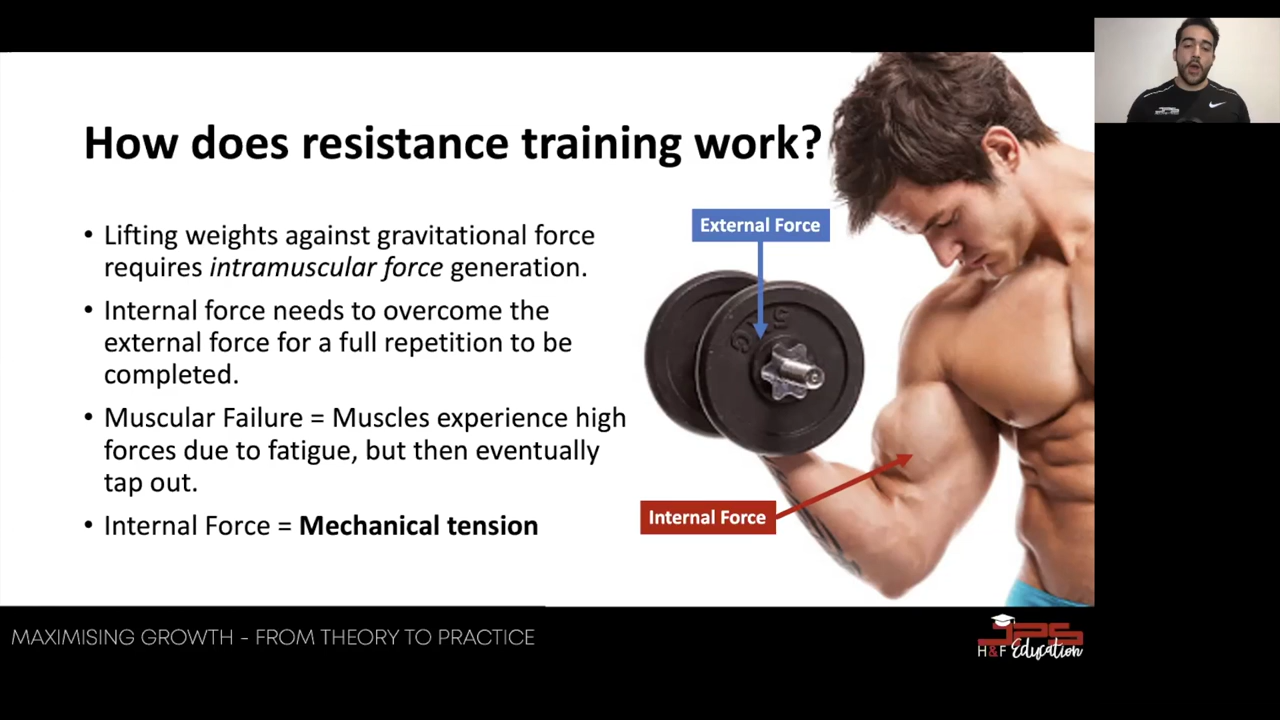 How does resistance training work?
• Lifting weights against gravitational force
requires intramuscular force generation.
• Internal force needs to overcome the
external force for a full repetition to be
completed.
• Muscular Failure = Muscles experience high
forces due to fatigue, but then eventually
tap out.
• Internal Force = Mechanical tension
External Force
Internal Force
MAXIMISING GROWTH - FROM THEORY TO PRACTICE
JPS
H&F Education